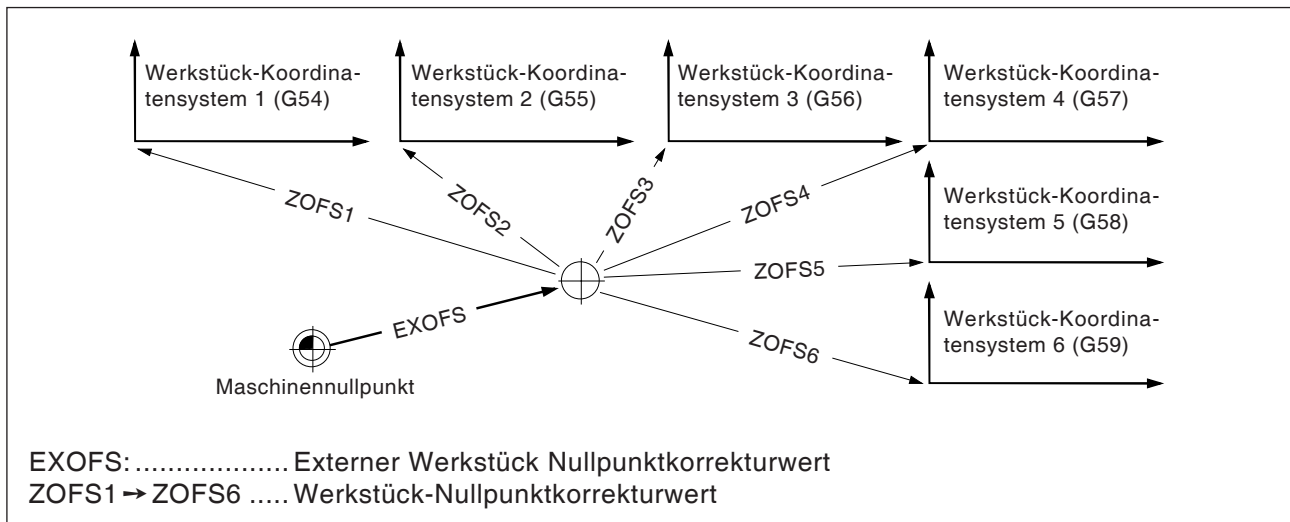 Werkstück-Koordina-
tensystem 1 (G54)
Werkstück-Koordina-
tensystem 2 (G55)
Werkstück-Koordina-
tensystem 3 (G56)
Werkstück-Koordina-
tensystem 4 (G57)
ZOFS1
ZOFS2
ZOFS3
ZOFS4
Werkstück-Koordina-
tensystem 5 (G58)
ZOFS5
EXOFS
ZOFS6
Werkstück-Koordina-
tensystem 6 (G59)
Maschinennullpunkt
EXOFS: ................... Externer Werkstück Nullpunktkorrekturwert
ZOFS1 → ZOFS6 ..... Werkstück-Nullpunktkorrekturwert